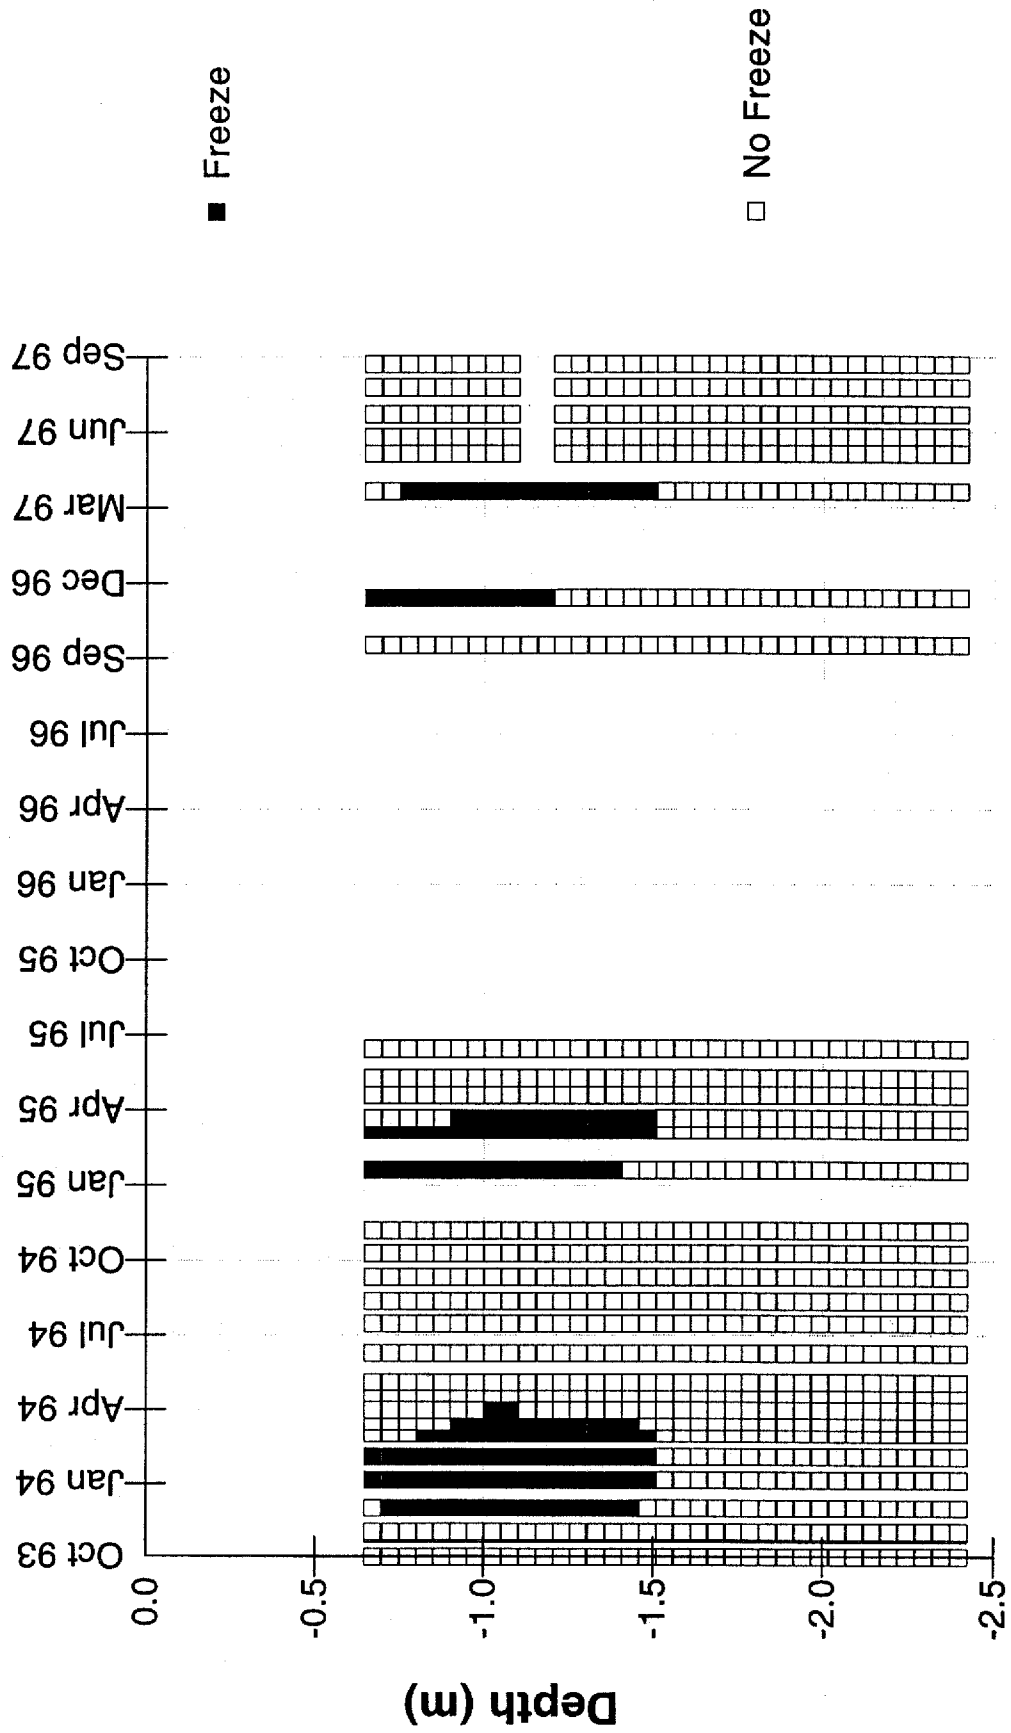 Freeze
No Freeze
Oct 93
Jan 94
Apr 94
Jul 94
Oct 94
Jan 95
Apr 95
Jul 95
Oct 95
Jan 96
Apr 96
Jul 96
Sep 96
Dec 96
Mar 97
Jun 97
Sep 97
0.0
-0.5
-1.0
-1.5
-2.0
-2.5
Depth (m)